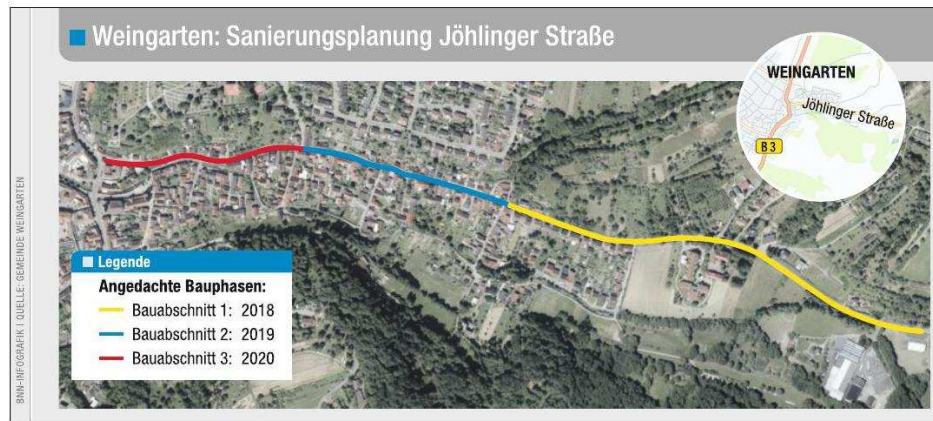 Weingarten: Sanierungsplanung Jöhlinger Straße
WEINGARTEN
Jöhlinger Straße
B 3
Legende
Angedachte Bauphasen:
Bauabschnitt 1: 2018
Bauabschnitt 2: 2019
Bauabschnitt 3: 2020
BNN-INFOGRAFIK I QUELLE: GEMEINDE WEINGARTEN